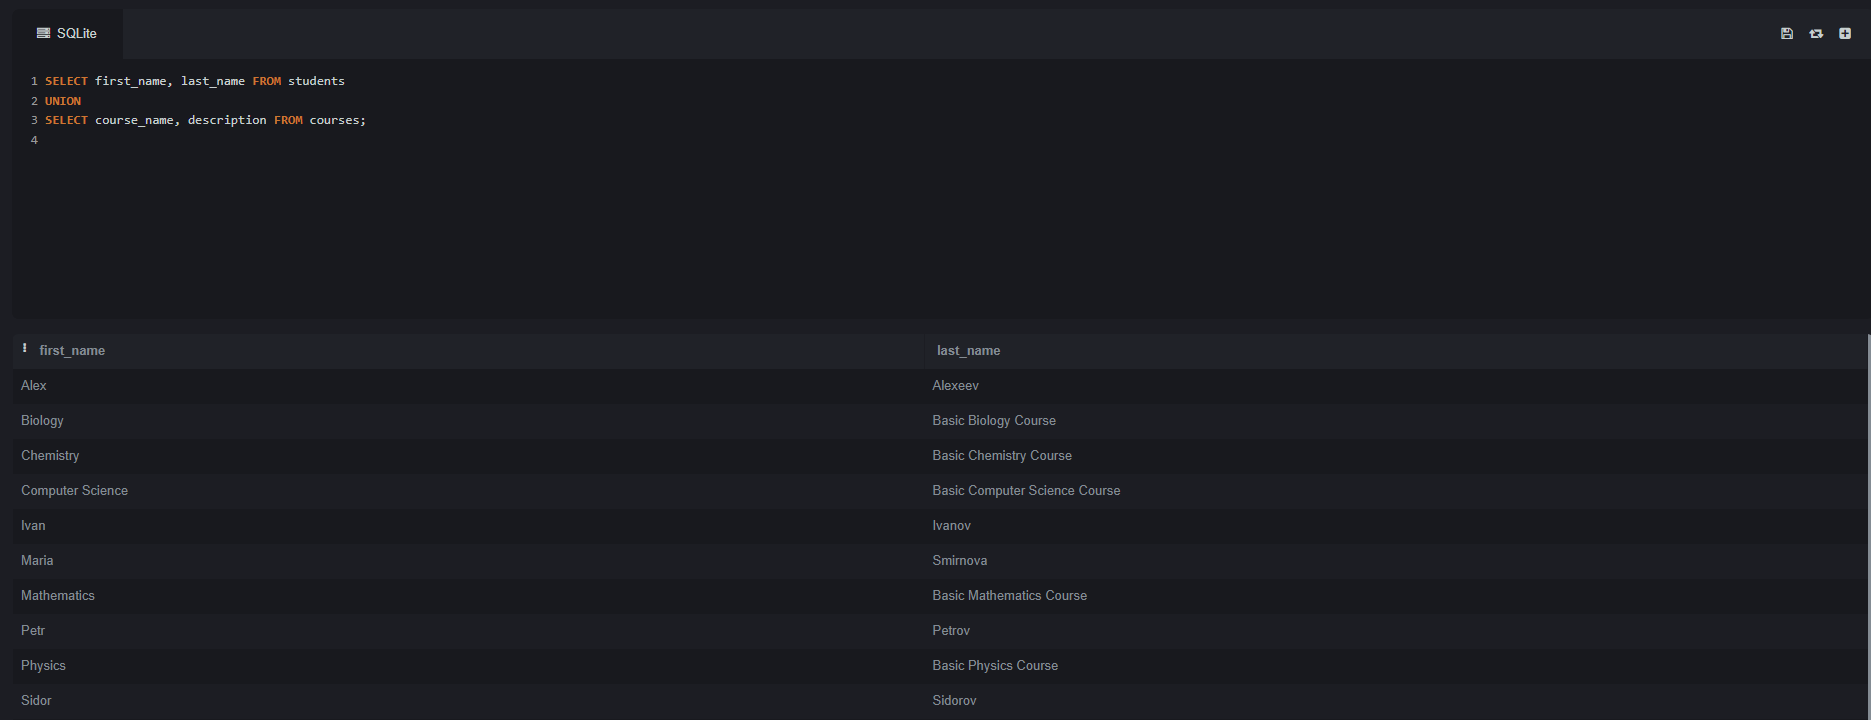 SQLite
1 SELECT first_name, last_name FROM students
2 UNION
3 SELECT course_name, description FROM courses;
4
first_name last_name
Alex Alexeev
Biology Basic Biology Course
Chemistry Basic Chemistry Course
Computer Science Basic Computer Science Course
Ivan Ivanov
Maria Smirnova
Mathematics Basic Mathematics Course
Petr Petrov
Physics Basic Physics Course
Sidor Sidorov